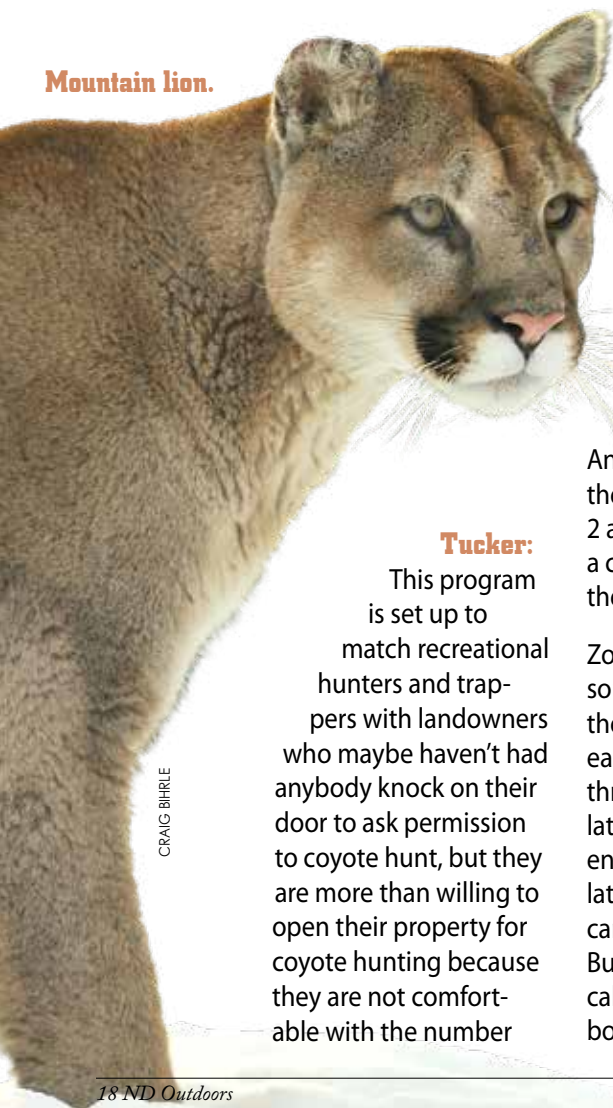 Mountain lion.
Tucker:
This program
is set up to
match recreational
hunters and trap-
pers with landowners
who maybe haven't had
anybody knock on their
door to ask permission
to coyote hunt, but they
are more than willing to
open their property for
coyote hunting because
they are not comfort-
able with the number
CRAIG BIHRLE
2 a
so
18 ND Outdoors